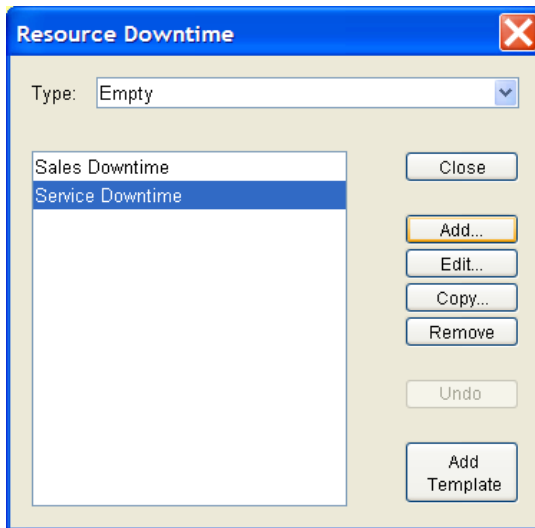 Resource Downtime
Type: Empty
Sales Downtime
Service Downtime
Close
Add...
Edit...
Copy...
Remove
Undo
Add
Template